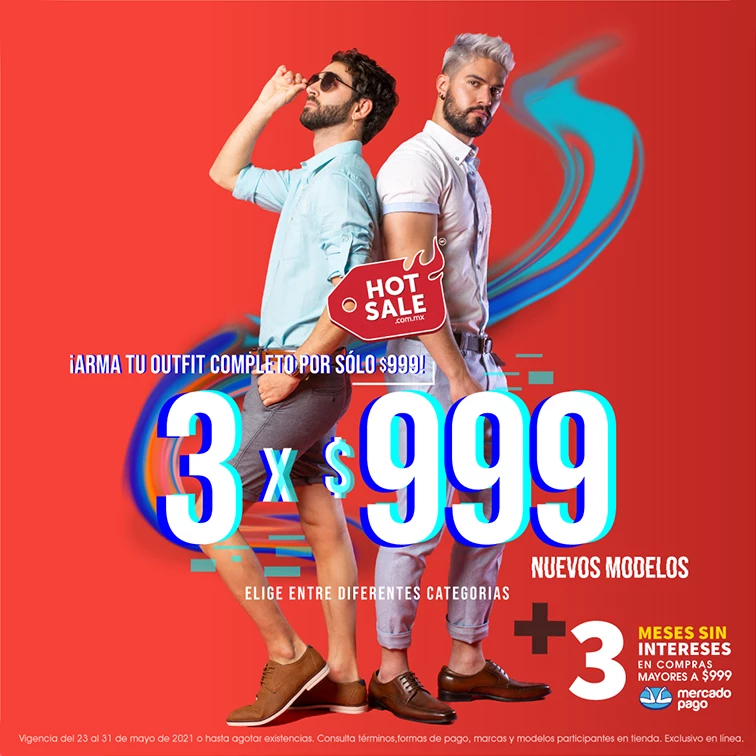 HOT
SALE
.com.mx
¡ARMA TU OUTFIT COMPLETO POR SÓLO $999!
3 X $999
NUEVOS MODELOS
ELIGE ENTRE DIFERENTES CATEGORIAS
+3 MESES SIN
INTERESES
EN COMPRAS
MAYORES A $999
mercado
pago
Vigencia del 23 al 31 de mayo de 2021 o hasta agotar existencias. Consulta términos,formas de pago, marcas y modelos participantes en tienda. Exclusivo en línea.